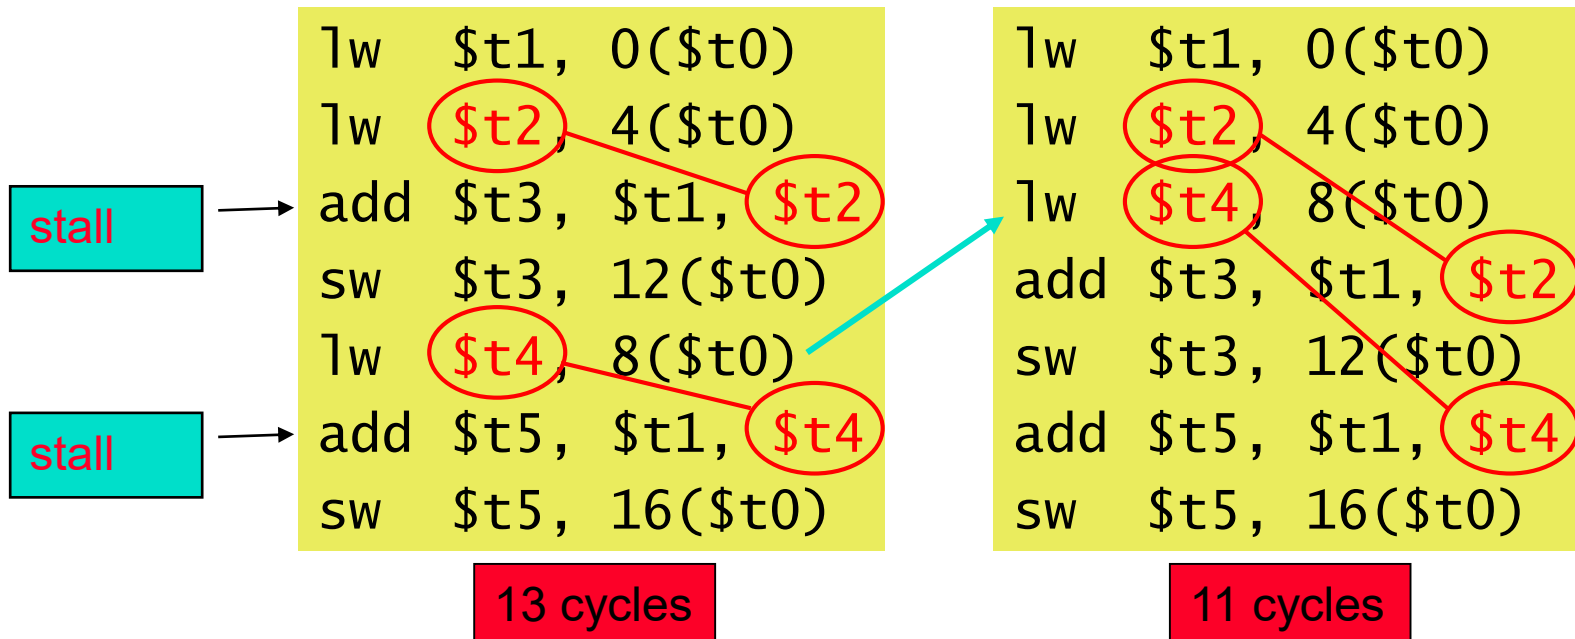 lw $t1, 0($t0)
lw $t2, 4($t0)
stall
add $t3, $t1, $t2
sw $t3, 12($t0)
lw $t4, 8($t0)
stall
add $t5, $t1, $t4
sw $t5, 16($t0)
13 cycles
lw $t1, 0($t0)
lw $t2, 4($t0)
lw $t4, 8($t0)
add $t3, $t1, $t2
sw $t3, 12($t0)
add $t5, $t1, $t4
sw $t5, 16($t0)
11 cycles